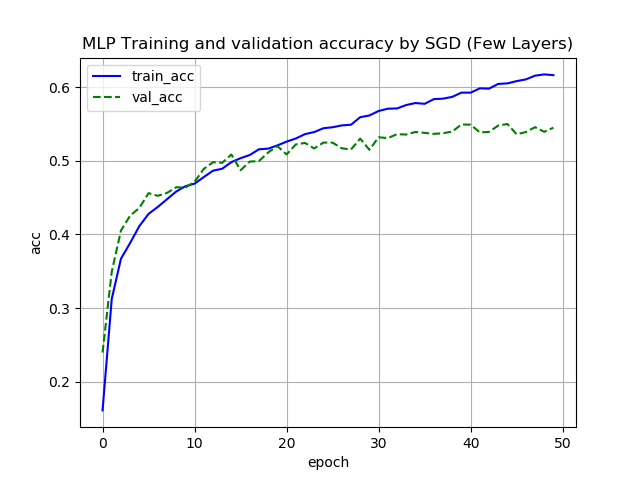 MLP Training and validation accuracy by SGD (Few Layers)
train_acc
val_acc
0.6
0.5
0.4
0.3
0.2
acc
0 10 20 30 40 50
epoch